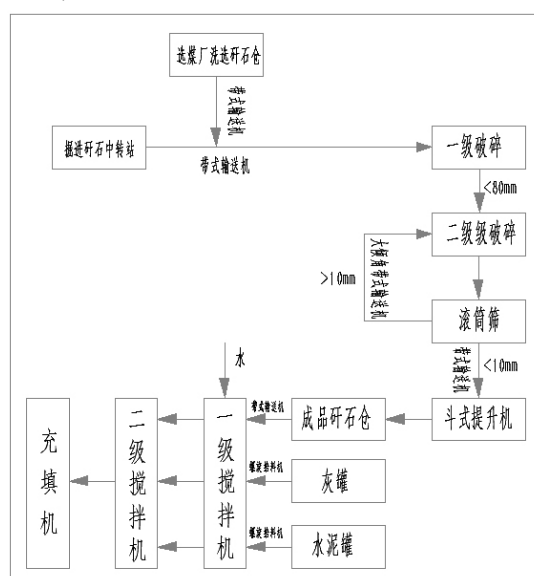 选煤厂洗选矸石仓
带式输送机
掘进矸石中转站
带式输送机
一级破碎
<80mm
二级级破碎
大倾角带式输送机
>10mm
滚筒筛
带式输送机
<10mm
水
斗式提升机
成品矸石仓
带式输送机
一级搅拌机
二级搅拌机
充填机
螺旋给料机
灰罐
螺旋给料机
水泥罐